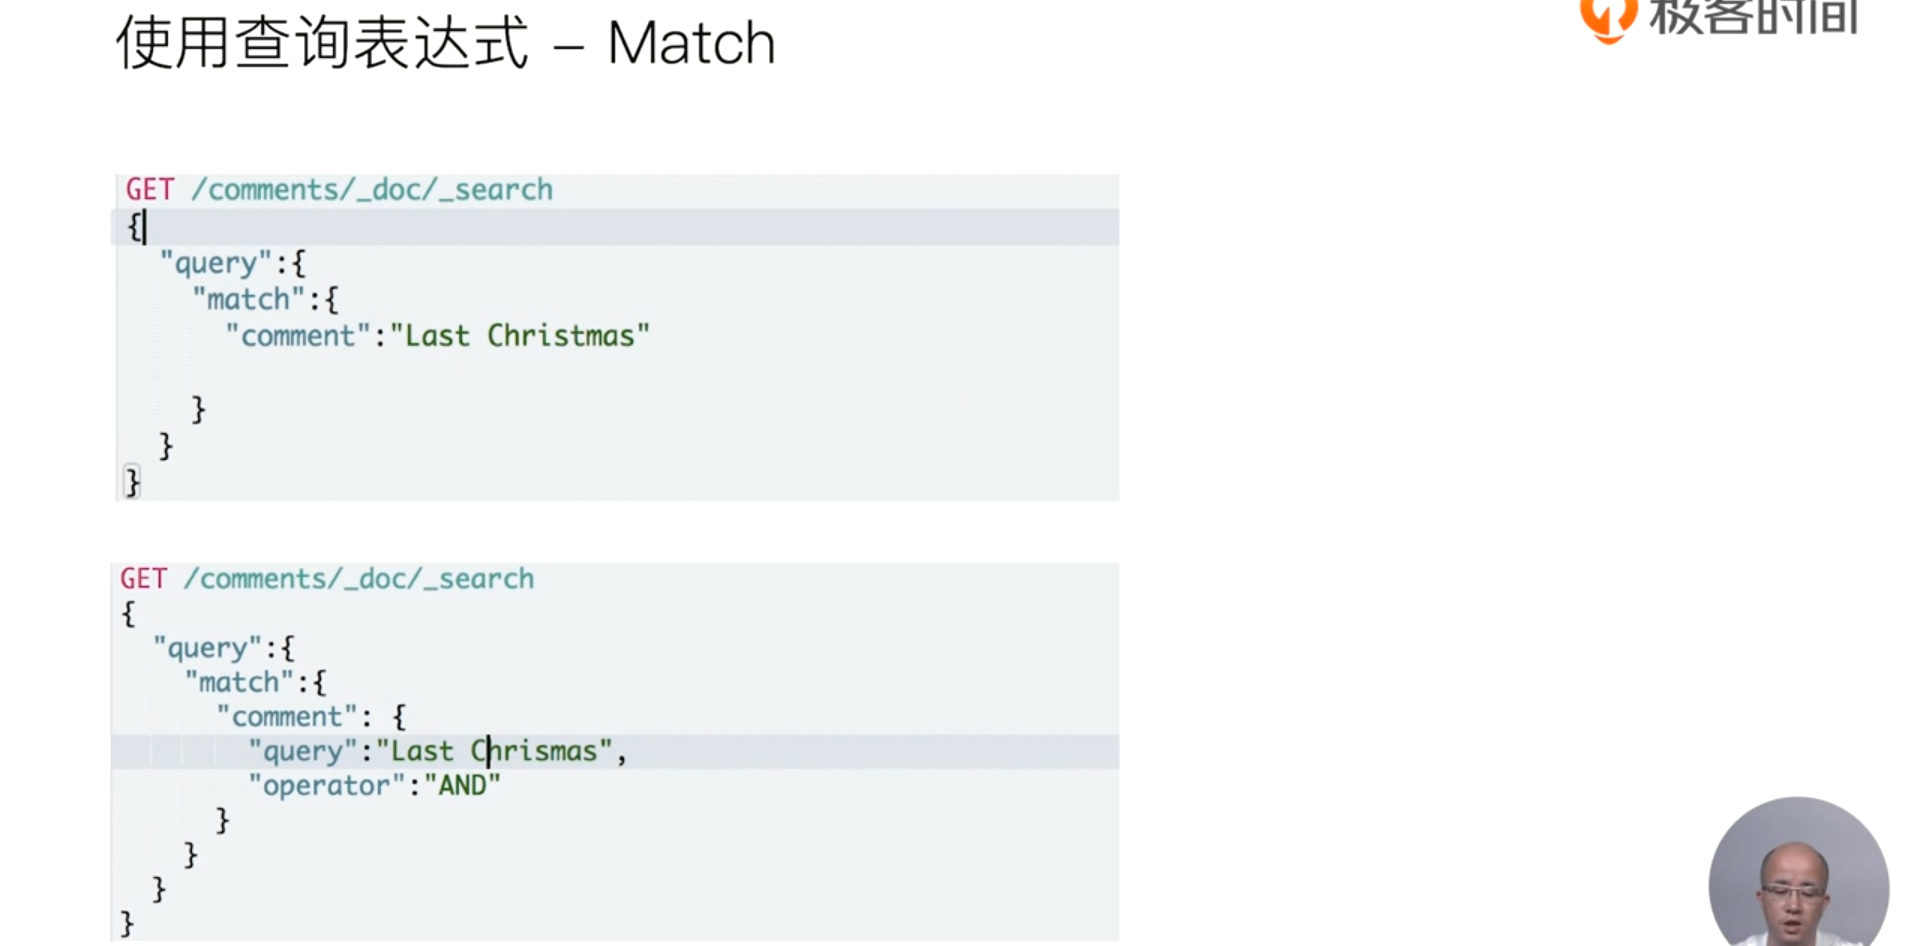 使用查询表达式 – Match
极客时间
GET /comments/_doc/_search
{
"query":{
"match":{
"comment":"Last Christmas"
}
}
}
GET /comments/_doc/_search
{
"query":{
"match":{
"comment": {
"query":"Last Chrismas",
"operator":"AND"
}
}
}
}